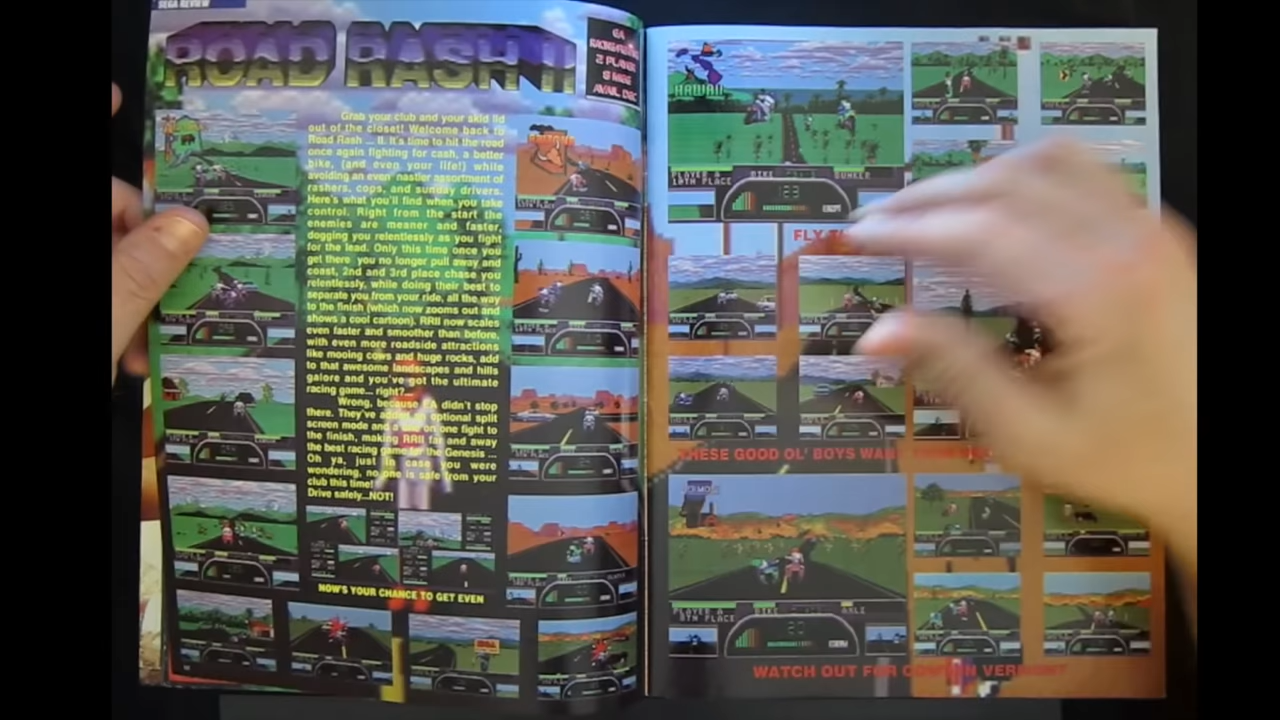 SEGA REVIEW
ROAD RASH II
EA
RACING/FIGHTING
2 PLAYER
8 MEG
AVAIL. DEC
Grab your club and your skid lid
out of the closet! Welcome back to
Road Rash ... II. It's time to hit the road
once again fighting for cash, a better
bike, (and even your life!) while
avoiding an even nastier assortment of
rashers, cops, and sunday drivers.
Here's what you'll find when you take
control. Right from the start the
enemies are meaner and faster,
dogging you relentlessly as you fight
for the lead. Only this time once you
get there you no longer pull away and
coast, 2nd and 3rd place chase you
relentlessly, while doing their best to
separate you from your ride, all the way
to the finish (which now zooms out and
shows a cool cartoon). RRII now scales
even faster and smoother than before,
with even more roadside attractions
like mooing cows and huge rocks, add
to that awesome landscapes and hills
galore and you've got the ultimate
racing game... right?...
Wrong, because EA didn't stop
there. They've added an optional split
screen mode and a one on one fight to
the finish, making RRII far and away
the best racing game for the Genesis ...
Oh ya, just in case you were
wondering, no one is safe from your
club this time!
Drive safely...NOT!
NOW'S YOUR CHANCE TO GET EVEN
HAWAII
PLAYER A
10TH PLACE
BIKE
BUNKER
123
FLY
THESE GOOD OL' BOYS WANT
PLAYER A
8TH PLACE
BIKE
AXLE
WATCH OUT FOR